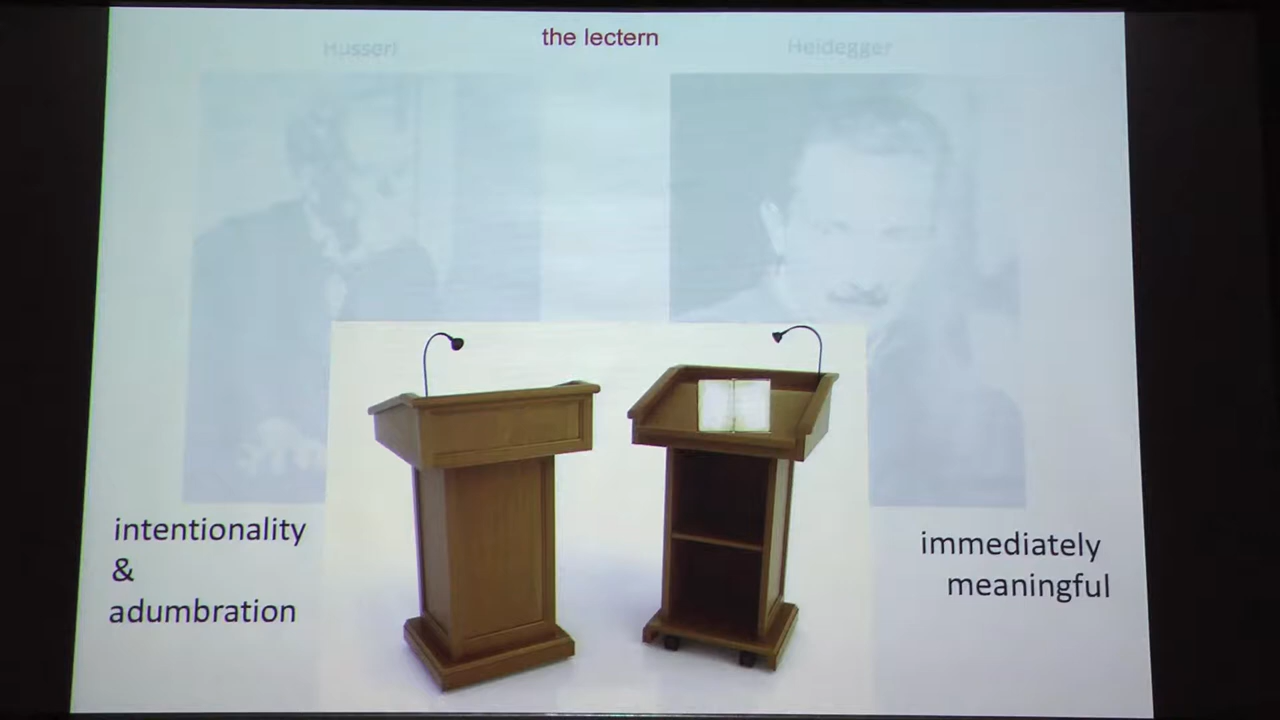 Husserl
the lectern
Heidegger
intentionality
&
adumbration
immediately
meaningful